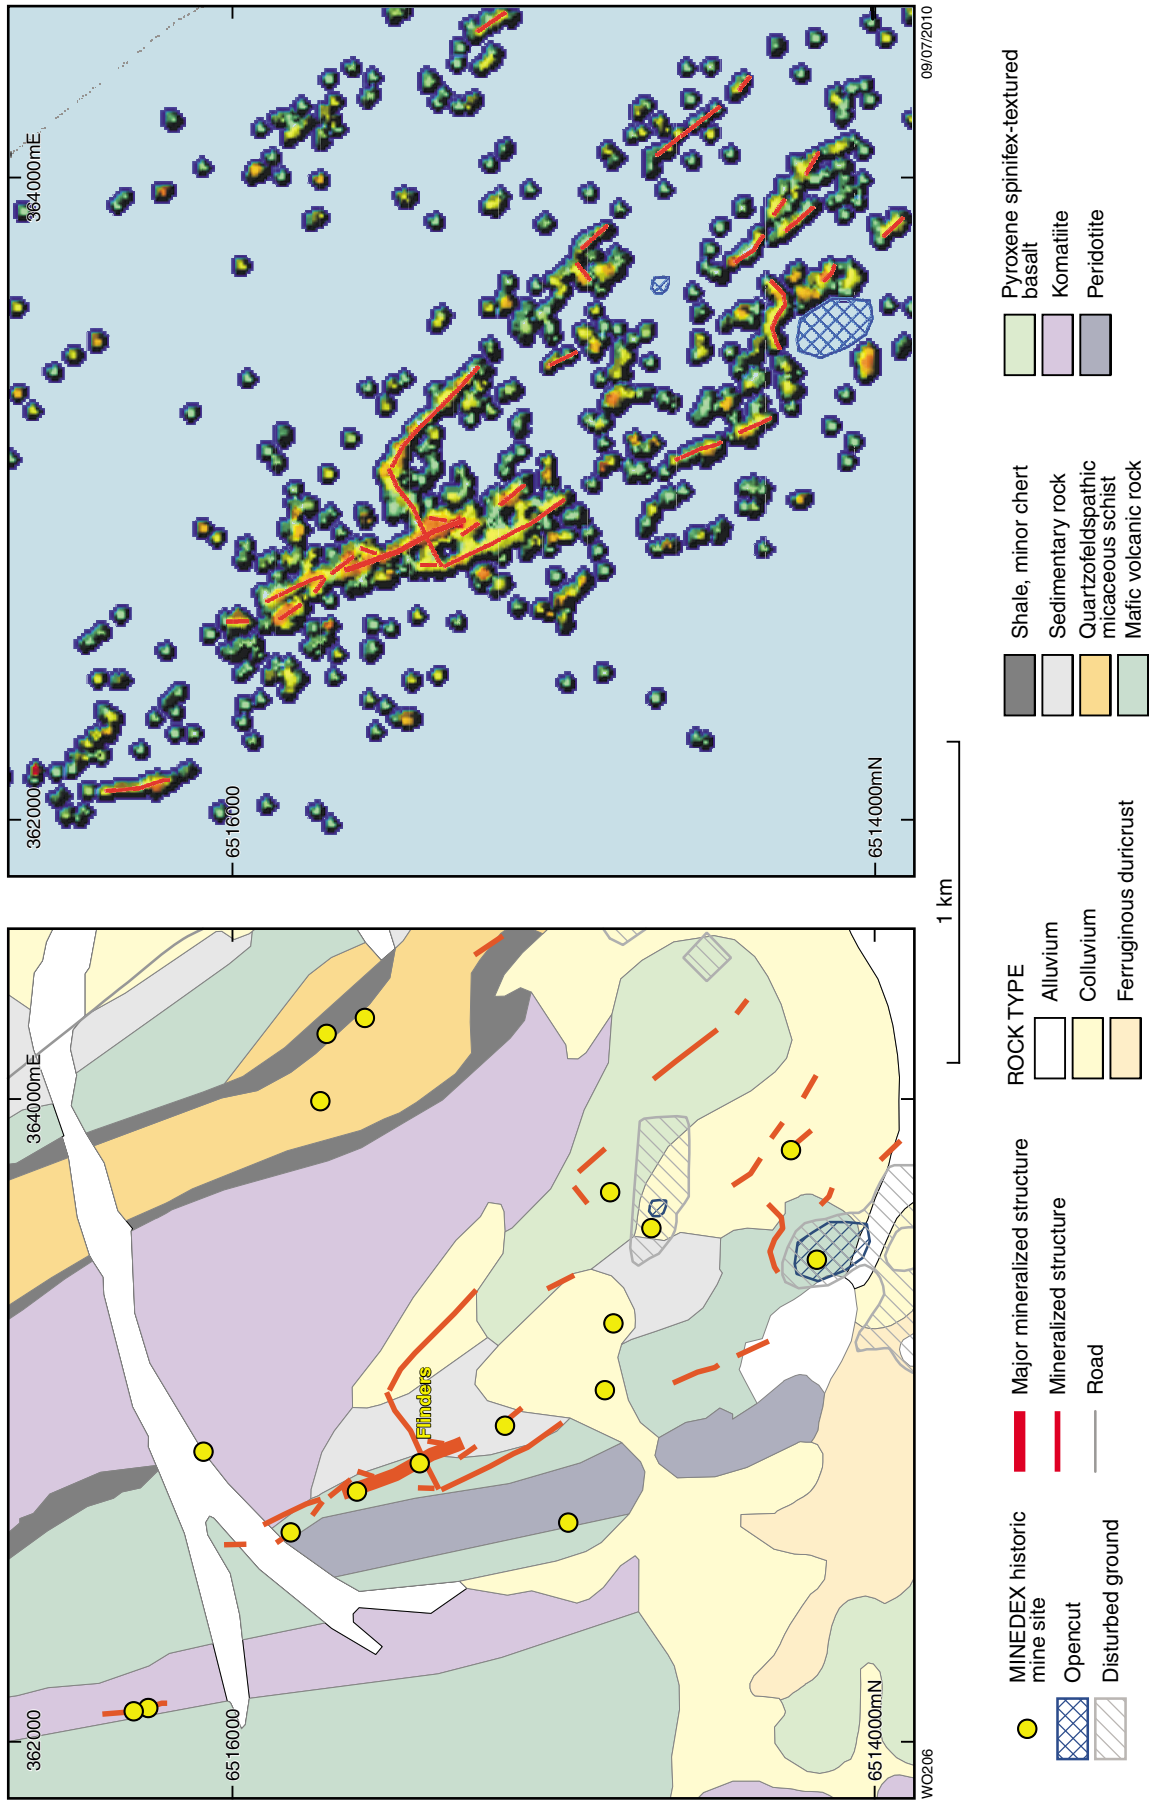 362000
364000mE
6516000
Flinders
6514000mN
WO206
362000
364000mE
6516000
6514000mN
09/07/2010
1 km
MINEDEX historic
mine site
Opencut
Disturbed ground
Major mineralized structure
Mineralized structure
Road
ROCK TYPE
Alluvium
Colluvium
Ferruginous duricrust
Shale, minor chert
Sedimentary rock
Quartzofeldspathic
micaceous schist
Mafic volcanic rock
Pyroxene spinifex-textured
basalt
Komatiite
Peridotite